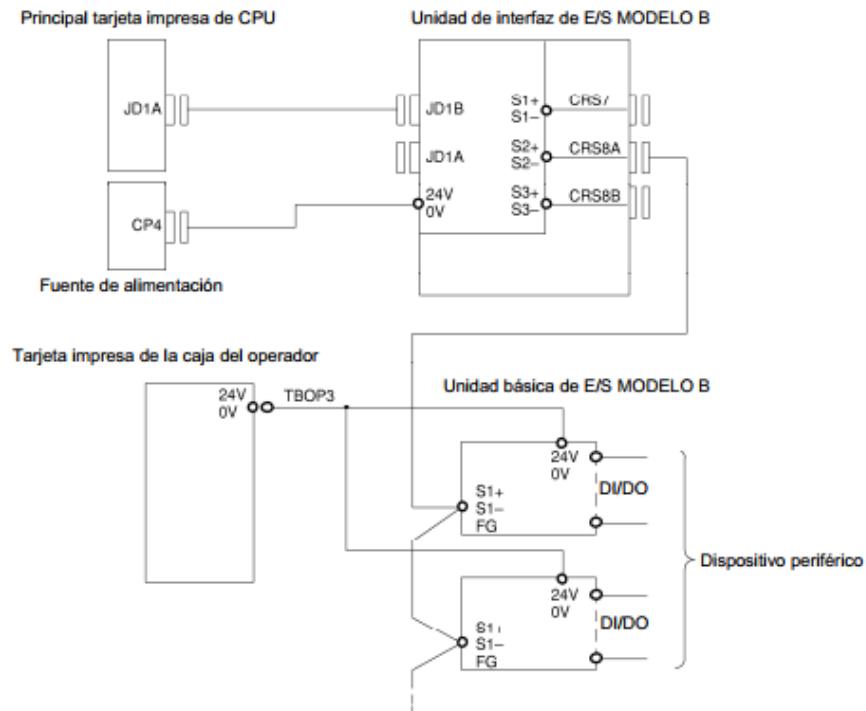 Principal tarjeta impresa de CPU
Unidad de interfaz de E/S MODELO B
JD1A
JD1B
S1+
S1–
CRS7
JD1A
S2+
S2–
CRS8A
24V
0V
S3+
S3–
CRS8B
CP4
Fuente de alimentación
Tarjeta impresa de la caja del operador
Unidad básica de E/S MODELO B
24V
0V
TBOP3
24V
0V
DI/DO
S1+
S1–
FG
Dispositivo periférico
24V
0V
DI/DO
S1+
S1–
FG